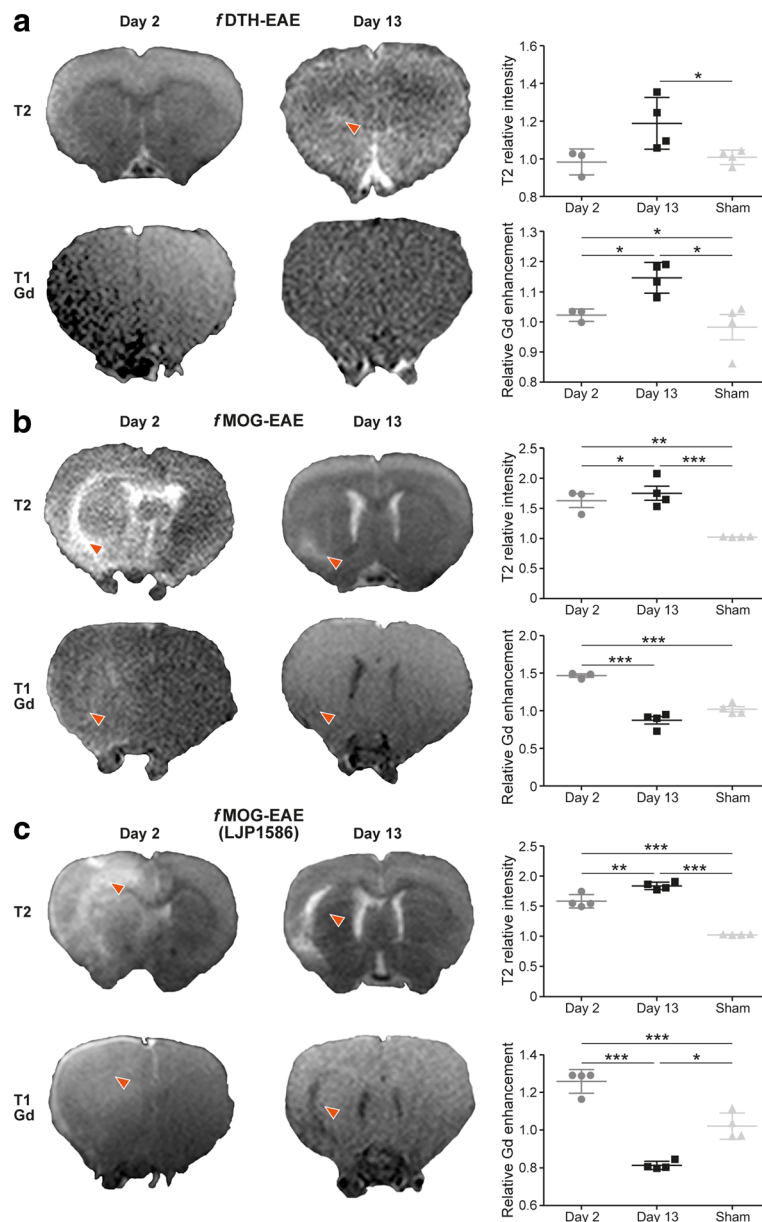 a Day 2 fDTH-EAE Day 13
T2
T2 relative intensity
1.6
1.4
1.2
1.0
0.8
*
Day 2 Day 13 Sham
T1
Gd
Relative Gd enhancement
1.3
1.2
1.1
1.0
0.9
0.8
*
* *
Day 2 Day 13 Sham
b Day 2 fMOG-EAE Day 13
T2
T2 relative intensity
2.5
2.0
1.5
1.0
0.5
0
**
* ***
Day 2 Day 13 Sham
T1
Gd
Relative Gd enhancement
2.0
1.5
1.0
0.5
0
***
***
Day 2 Day 13 Sham
c Day 2 fMOG-EAE
(LJP1586) Day 13
T2
T2 relative intensity
2.5
2.0
1.5
1.0
0.5
0
***
** ***
Day 2 Day 13 Sham
T1
Gd
Relative Gd enhancement
1.6
1.4
1.2
1.0
0.8
0.6
***
*** *
Day 2 Day 13 Sham